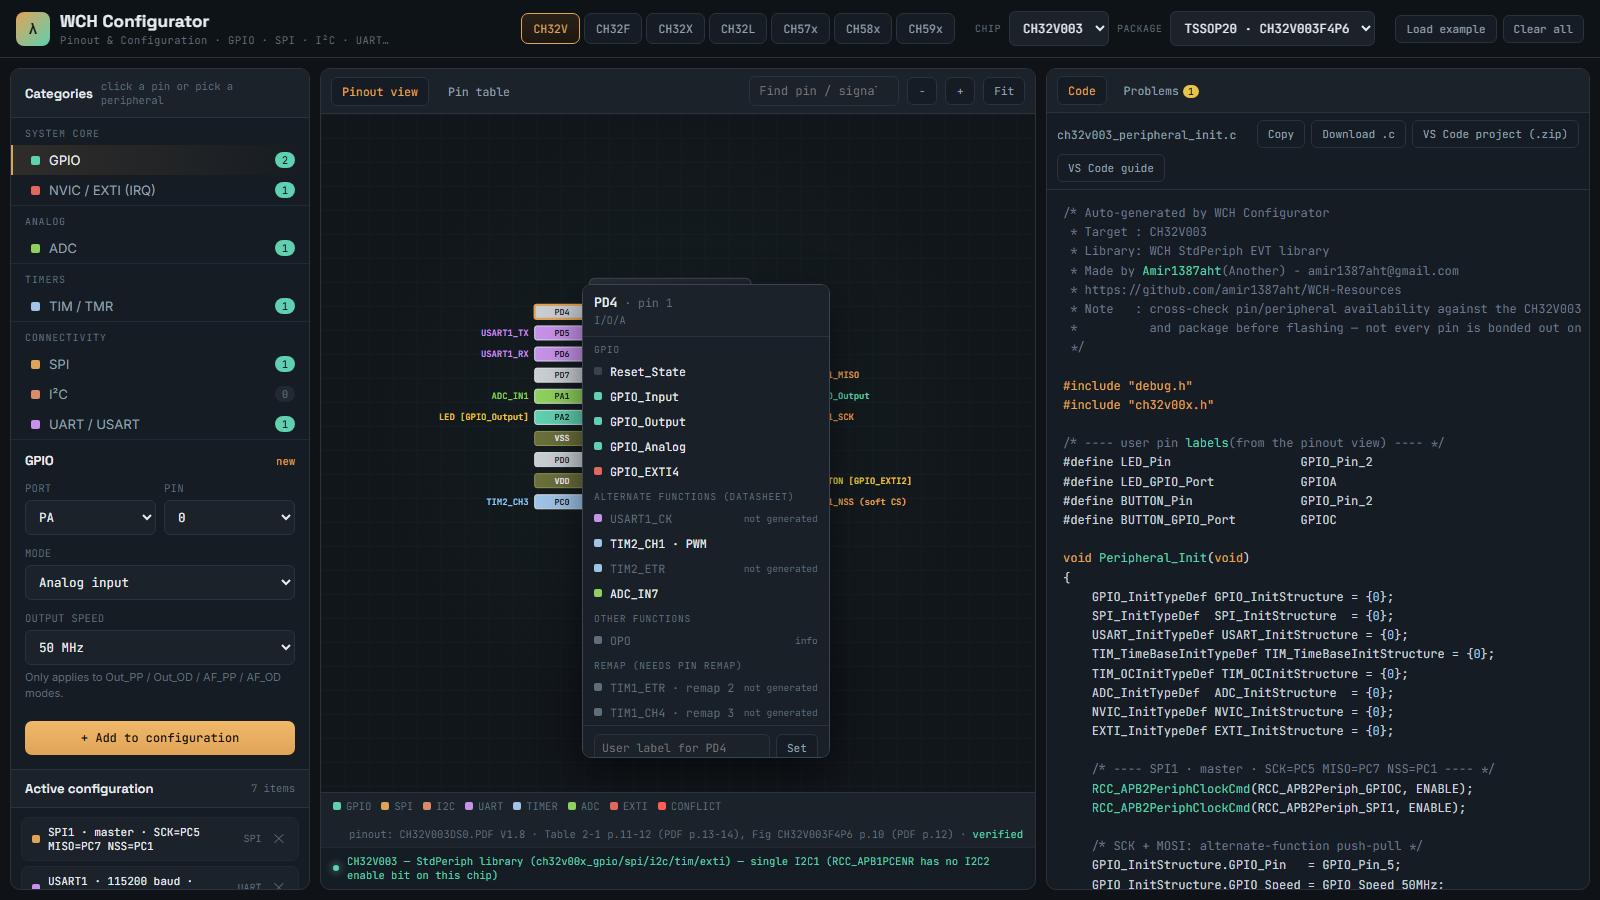 λ
WCH Configurator
Pinout & Configuration · GPIO · SPI · I²C · UART…
CH32V
CH32F
CH32X
CH32L
CH57x
CH58x
CH59x
CHIP
CH32V003
PACKAGE
TSSOP20 · CH32V003F4P6
Load example
Clear all
Categories
click a pin or pick a
peripheral
SYSTEM CORE
GPIO 2
NVIC / EXTI (IRQ) 1
ANALOG
ADC 1
TIMERS
TIM / TMR 1
CONNECTIVITY
SPI 1
I²C 0
UART / USART 1
GPIO new
PORT PIN
PA 0
MODE
Analog input
OUTPUT SPEED
50 MHz
Only applies to Out_PP / Out_OD / AF_PP / AF_OD
modes.
+ Add to configuration
Active configuration 7 items
SPI1 · master · SCK=PC5
MISO=PC7 NSS=PC1
SPI
USART1 · 115200 baud ·
UART
Pinout view
Pin table
Find pin / signal
-
+
Fit
PD4
USART1_TX PD5
USART1_RX PD6
PD7
ADC_IN1 PA1
LED [GPIO_Output] PA2
VSS
PD0
VDD
TIM2_CH3 PC0
_MISO
_Output
_SCK
TON [GPIO_EXTI2]
_NSS (soft CS)
PD4 · pin 1
I/O/A
GPIO
Reset_State
GPIO_Input
GPIO_Output
GPIO_Analog
GPIO_EXTI4
ALTERNATE FUNCTIONS (DATASHEET)
USART1_CK not generated
TIM2_CH1 · PWM
TIM2_ETR not generated
ADC_IN7
OTHER FUNCTIONS
OPO info
REMAP (NEEDS PIN REMAP)
TIM1_ETR · remap 2 not generated
TIM1_CH4 · remap 3 not generated
User label for PD4 Set
GPIO SPI I2C UART TIMER ADC EXTI CONFLICT
pinout: CH32V003DS0.PDF V1.8 · Table 2-1 p.11-12 (PDF p.13-14), Fig CH32V003F4P6 p.10 (PDF p.12) · verified
CH32V003 — StdPeriph library (ch32v00x_gpio/spi/i2c/tim/exti) — single I2C1 (RCC_APB1PCENR has no I2C2
enable bit on this chip)
Code
Problems 1
ch32v003_peripheral_init.c
Copy
Download .c
VS Code project (.zip)
VS Code guide
/* Auto-generated by WCH Configurator
* Target : CH32V003
* Library: WCH StdPeriph EVT library
* Made by Amir1387aht(Another) - amir1387aht@gmail.com
* https://github.com/amir1387aht/WCH-Resources
* Note : cross-check pin/peripheral availability against the CH32V003
* and package before flashing — not every pin is bonded out on
*/
#include "debug.h"
#include "ch32v00x.h"
/* ---- user pin labels(from the pinout view) ---- */
#define LED_Pin GPIO_Pin_2
#define LED_GPIO_Port GPIOA
#define BUTTON_Pin GPIO_Pin_2
#define BUTTON_GPIO_Port GPIOC
void Peripheral_Init(void)
{
GPIO_InitTypeDef GPIO_InitStructure = {0};
SPI_InitTypeDef SPI_InitStructure = {0};
USART_InitTypeDef USART_InitStructure = {0};
TIM_TimeBaseInitTypeDef TIM_TimeBaseInitStructure = {0};
TIM_OCInitTypeDef TIM_OCInitStructure = {0};
ADC_InitTypeDef ADC_InitStructure = {0};
NVIC_InitTypeDef NVIC_InitStructure = {0};
EXTI_InitTypeDef EXTI_InitStructure = {0};
/* ---- SPI1 · master · SCK=PC5 MISO=PC7 NSS=PC1 ---- */
RCC_APB2PeriphClockCmd(RCC_APB2Periph_GPIOC, ENABLE);
RCC_APB2PeriphClockCmd(RCC_APB2Periph_SPI1, ENABLE);
/* SCK + MOSI: alternate-function push-pull */
GPIO_InitStructure.GPIO_Pin = GPIO_Pin_5;
GPIO_InitStructure.GPIO_Speed = GPIO_Speed_50MHz;